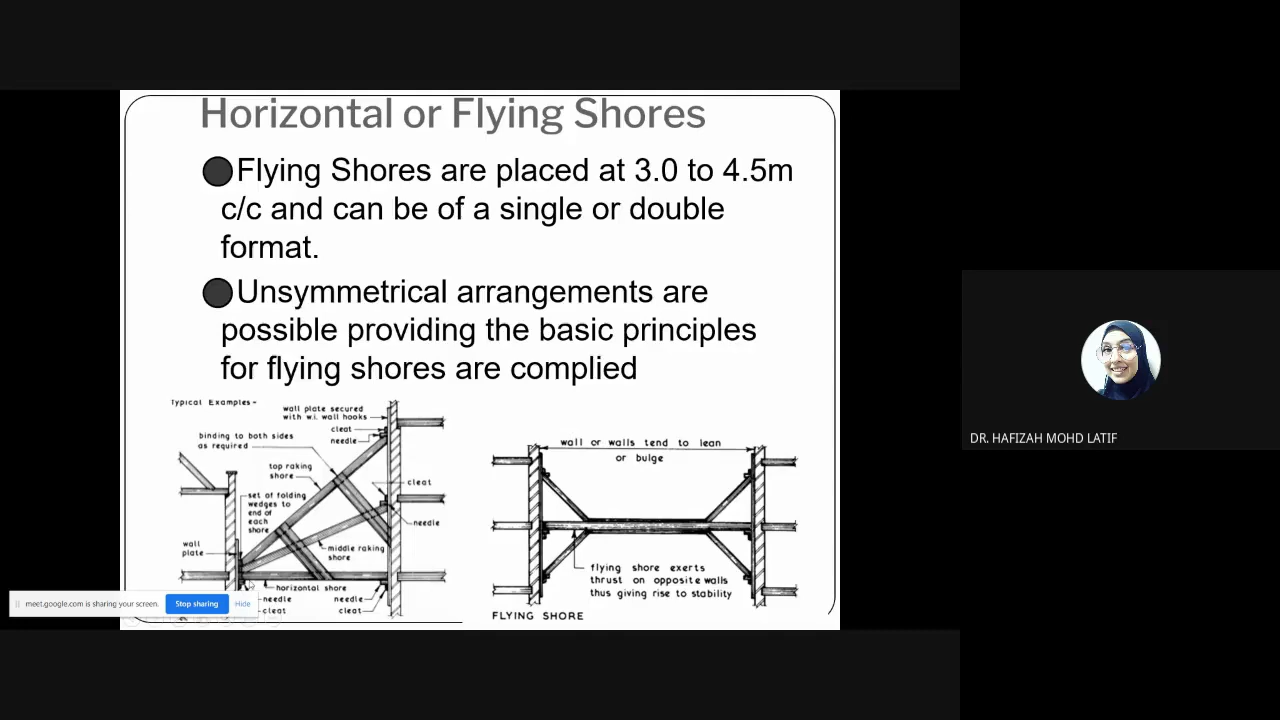 Horizontal or Flying Shores
Flying Shores are placed at 3.0 to 4.5m
c/c and can be of a single or double
format.
Unsymmetrical arrangements are
possible providing the basic principles
for flying shores are complied
Typical Examples-
wall plate secured
with w.i. wall hooks
cleat
needle
binding to both sides
as required
top raking
shore
cleat
set of folding
wedges to
end of
each
shore
needle
wall
plate
middle raking
shore
horizontal shore
needle
needle
cleat
cleat
wall or walls tend to lean
or bulge
flying shore exerts
thrust on opposite walls
thus giving rise to stability
FLYING SHORE
meet.google.com is sharing your screen.
Stop sharing
Hide
DR. HAFIZAH MOHD LATIF